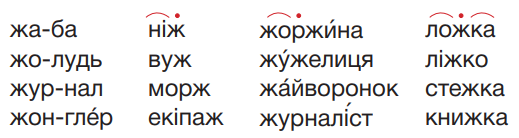 жа-ба ніж жоржи́на ложка
жо-лудь вуж жу́желиця ліжко
жур-нал морж жа́йворонок стежка
жон-гле́р екіпаж журналі́ст книжка